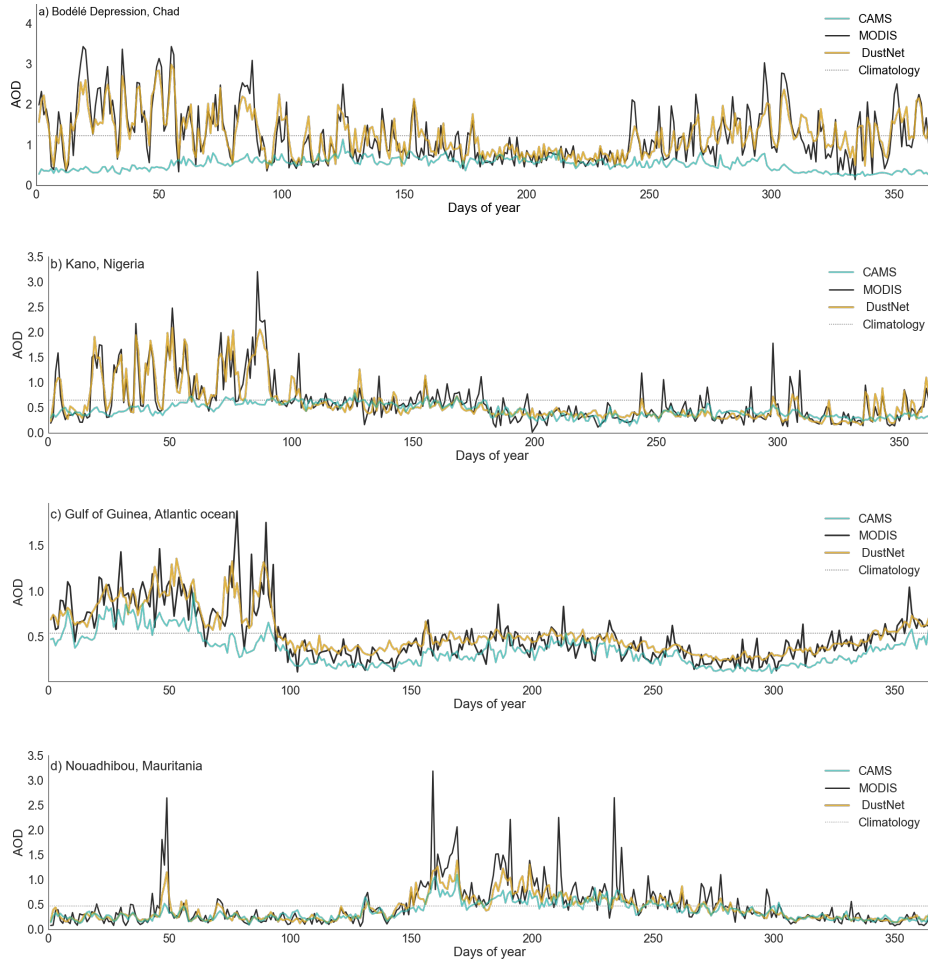 a) Bodélé Depression, Chad
CAMS
MODIS
DustNet
Climatology
4
3
2
1
0
AOD
0 50 100 150 200 250 300 350
Days of year
b) Kano, Nigeria
CAMS
MODIS
DustNet
Climatology
3.5
3.0
2.5
2.0
1.5
1.0
0.5
0.0
AOD
0 50 100 150 200 250 300 350
Days of year
c) Gulf of Guinea, Atlantic ocean
CAMS
MODIS
DustNet
Climatology
1.5
1.0
0.5
AOD
0 50 100 150 200 250 300 350
Days of year
d) Nouadhibou, Mauritania
CAMS
MODIS
DustNet
Climatology
3.5
3.0
2.5
2.0
1.5
1.0
0.5
0.0
AOD
0 50 100 150 200 250 300 350
Days of year